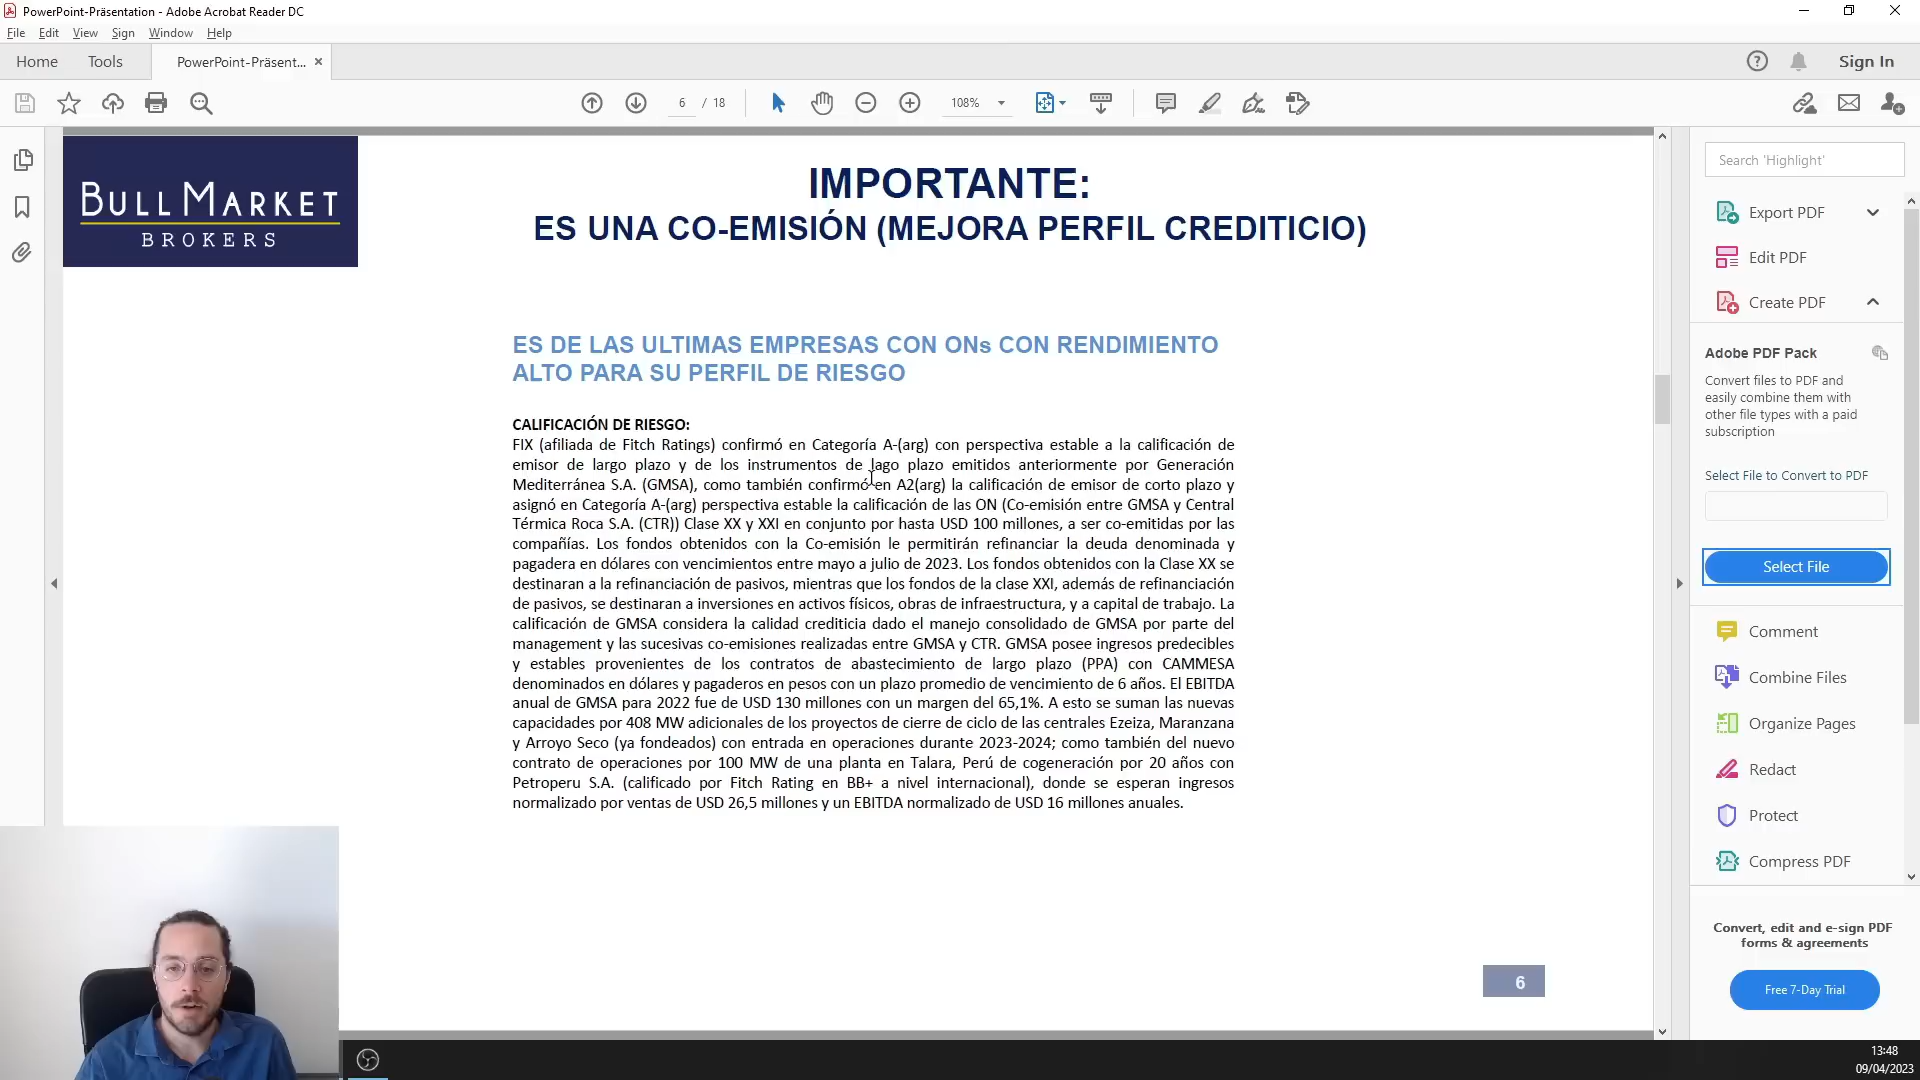 PowerPoint-Präsentation - Adobe Acrobat Reader DC
File Edit View Sign Window Help
Home Tools PowerPoint-Präsent... Sign In
6 / 18 108%
BULL MARKET
BROKERS
IMPORTANTE:
ES UNA CO-EMISIÓN (MEJORA PERFIL CREDITICIO)
ES DE LAS ULTIMAS EMPRESAS CON ONs CON RENDIMIENTO
ALTO PARA SU PERFIL DE RIESGO
CALIFICACIÓN DE RIESGO:
FIX (afiliada de Fitch Ratings) confirmó en Categoría A-(arg) con perspectiva estable a la calificación de
emisor de largo plazo y de los instrumentos de lago plazo emitidos anteriormente por Generación
Mediterránea S.A. (GMSA), como también confirmó en A2(arg) la calificación de emisor de corto plazo y
asignó en Categoría A-(arg) perspectiva estable la calificación de las ON (Co-emisión entre GMSA y Central
Térmica Roca S.A. (CTR)) Clase XX y XXI en conjunto por hasta USD 100 millones, a ser co-emitidas por las
compañías. Los fondos obtenidos con la Co-emisión le permitirán refinanciar la deuda denominada y
pagadera en dólares con vencimientos entre mayo a julio de 2023. Los fondos obtenidos con la Clase XX se
destinaran a la refinanciación de pasivos, mientras que los fondos de la clase XXI, además de refinanciación
de pasivos, se destinaran a inversiones en activos físicos, obras de infraestructura, y a capital de trabajo. La
calificación de GMSA considera la calidad crediticia dado el manejo consolidado de GMSA por parte del
management y las sucesivas co-emisiones realizadas entre GMSA y CTR. GMSA posee ingresos predecibles
y estables provenientes de los contratos de abastecimiento de largo plazo (PPA) con CAMMESA
denominados en dólares y pagaderos en pesos con un plazo promedio de vencimiento de 6 años. El EBITDA
anual de GMSA para 2022 fue de USD 130 millones con un margen del 65,1%. A esto se suman las nuevas
capacidades por 408 MW adicionales de los proyectos de cierre de ciclo de las centrales Ezeiza, Maranzana
y Arroyo Seco (ya fondeados) con entrada en operaciones durante 2023-2024; como también del nuevo
contrato de operaciones por 100 MW de una planta en Talara, Perú de cogeneración por 20 años con
Petroperu S.A. (calificado por Fitch Rating en BB+ a nivel internacional), donde se esperan ingresos
normalizado por ventas de USD 26,5 millones y un EBITDA normalizado de USD 16 millones anuales.
6
Search 'Highlight'
Export PDF
Edit PDF
Create PDF
Adobe PDF Pack
Convert files to PDF and
easily combine them with
other file types with a paid
subscription
Select File to Convert to PDF
Select File
Comment
Combine Files
Organize Pages
Redact
Protect
Compress PDF
Convert, edit and e-sign PDF
forms & agreements
Free 7-Day Trial
13:48
09/04/2023